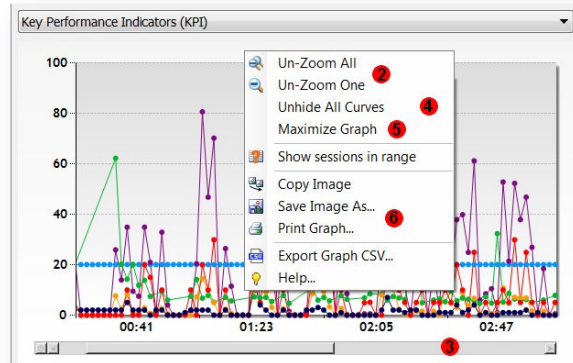 Key Performance Indicators (KPI)
100
80
60
40
20
0
Un-Zoom All
2
Un-Zoom One
Unhide All Curves
4
Maximize Graph
5
Show sessions in range
Copy Image
Save Image As...
6
Print Graph...
CSV
Export Graph CSV...
Help...
00:41 01:23 02:05 02:47
3